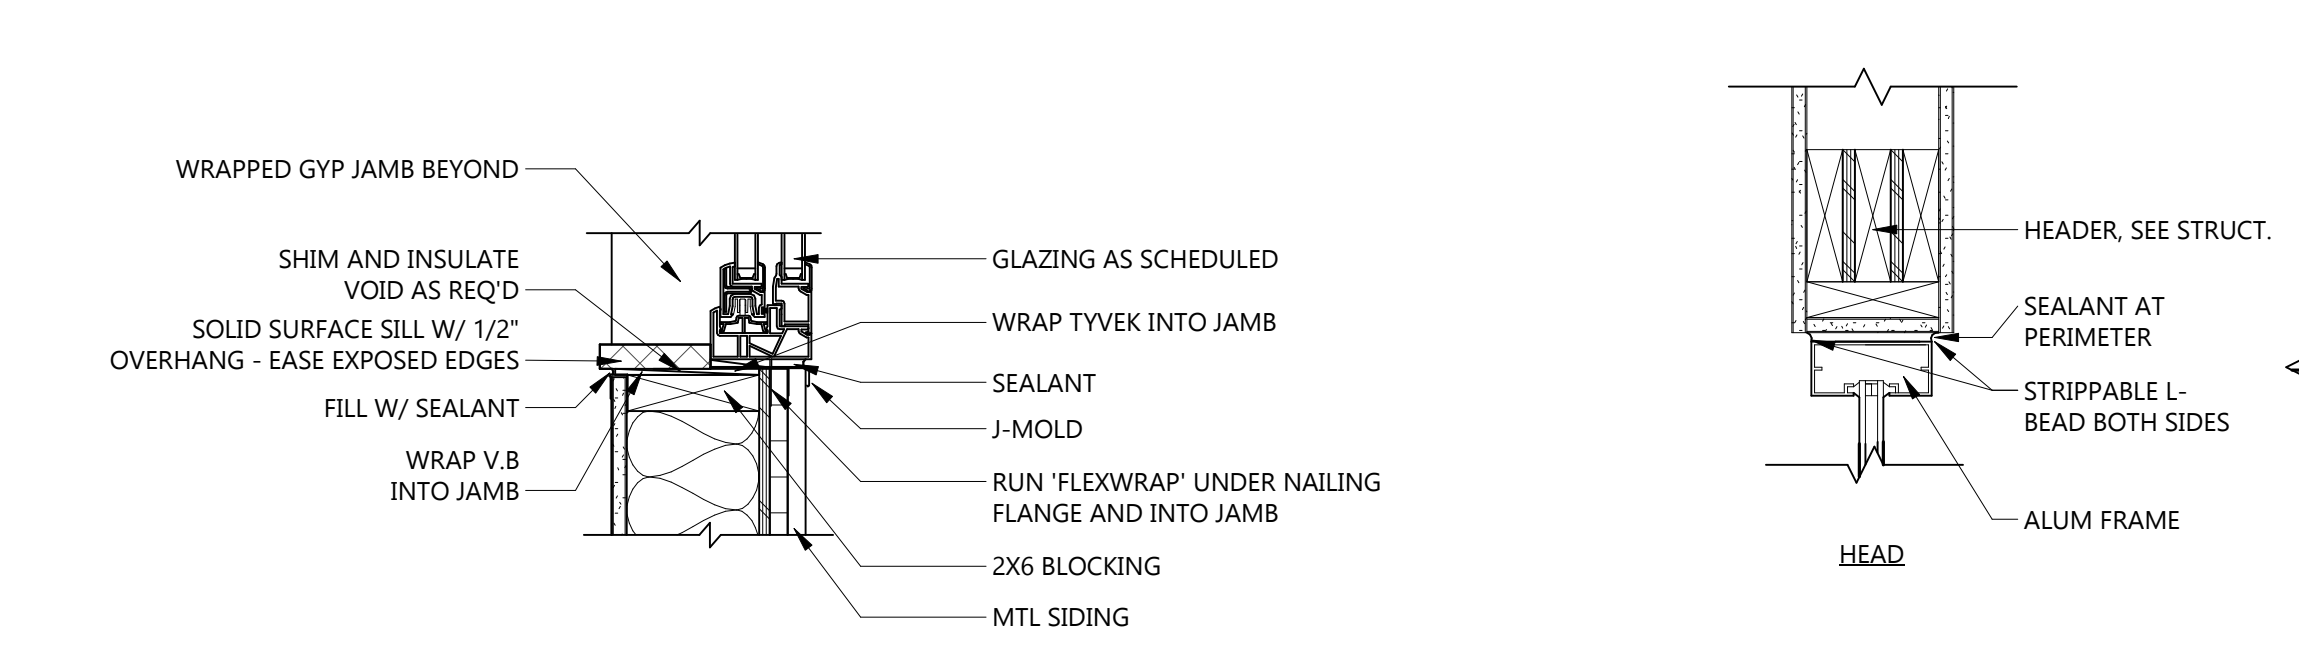 WRAPPED GYP JAMB BEYOND
SHIM AND INSULATE
VOID AS REQ'D
SOLID SURFACE SILL W/ 1/2"
OVERHANG - EASE EXPOSED EDGES
FILL W/ SEALANT
WRAP V.B
INTO JAMB
GLAZING AS SCHEDULED
WRAP TYVEK INTO JAMB
SEALANT
J-MOLD
RUN 'FLEXWRAP' UNDER NAILING
FLANGE AND INTO JAMB
2X6 BLOCKING
MTL SIDING
HEADER, SEE STRUCT.
SEALANT AT
PERIMETER
STRIPPABLE L-
BEAD BOTH SIDES
ALUM FRAME
HEAD